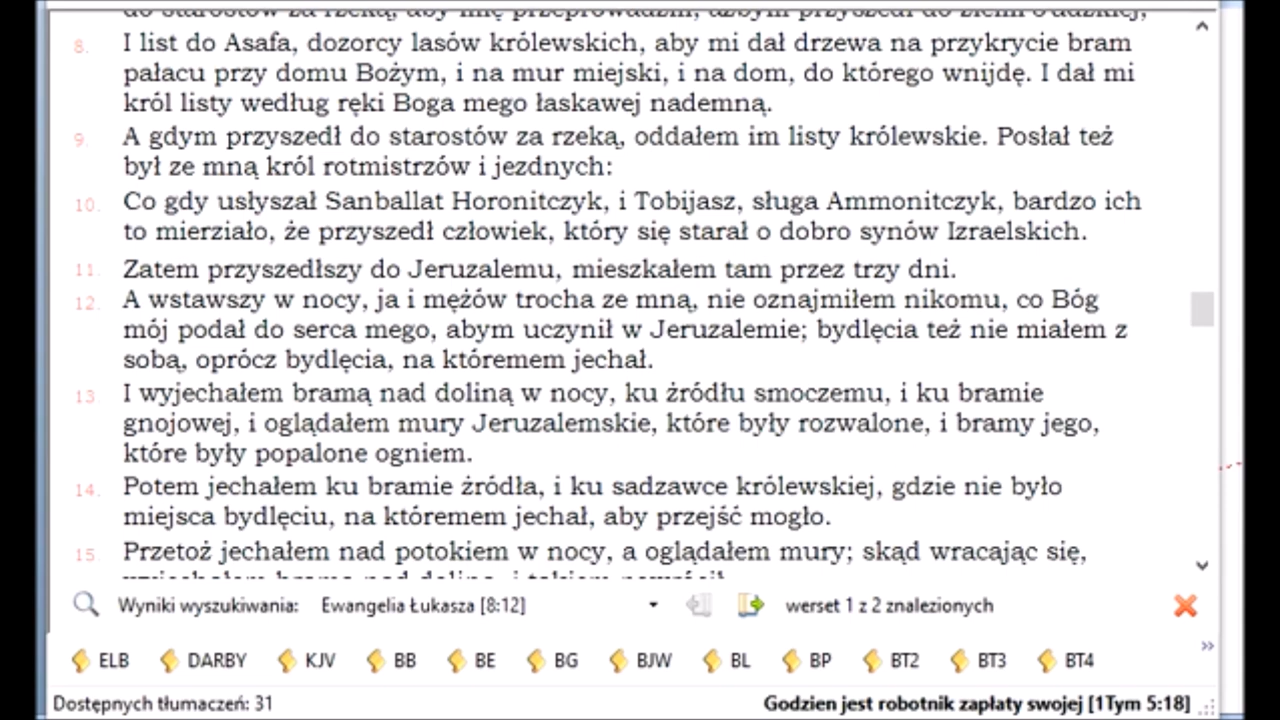 8. I list do Asafa, dozorcy lasów królewskich, aby mi dał drzewa na przykrycie bram
pałacu przy domu Bożym, i na mur miejski, i na dom, do którego wnijdę. I dał mi
król listy według ręki Boga mego łaskawej nademną.
9. A gdym przyszedł do starostów za rzeką, oddałem im listy królewskie. Posłał też
był ze mną król rotmistrzów i jezdnych:
10. Co gdy usłyszał Sanballat Horonitczyk, i Tobijasz, sługa Ammonitczyk, bardzo ich
to mierziało, że przyszedł człowiek, który się starał o dobro synów Izraelskich.
11. Zatem przyszedłszy do Jeruzalemu, mieszkałem tam przez trzy dni.
12. A wstawszy w nocy, ja i mężów trocha ze mną, nie oznajmiłem nikomu, co Bóg
mój podał do serca mego, abym uczynił w Jeruzalemie; bydlęcia też nie miałem z
sobą, oprócz bydlęcia, na któremem jechał.
13. I wyjechałem bramą nad doliną w nocy, ku źródłu smoczemu, i ku bramie
gnojowej, i oglądałem mury Jeruzalemskie, które były rozwalone, i bramy jego,
które były popalone ogniem.
14. Potem jechałem ku bramie źródła, i ku sadzawce królewskiej, gdzie nie było
miejsca bydlęciu, na któremem jechał, aby przejść mogło.
15. Przetoż jechałem nad potokiem w nocy, a oglądałem mury; skąd wracając się,
Wyniki wyszukiwania: Ewangelia Łukasza [8:12] werset 1 z 2 znalezionych
ELB DARBY KJV BB BE BG BJW BL BP BT2 BT3 BT4 »
Dostępnych tłumaczeń: 31 Godzien jest robotnik zapłaty swojej [1Tym 5:18]